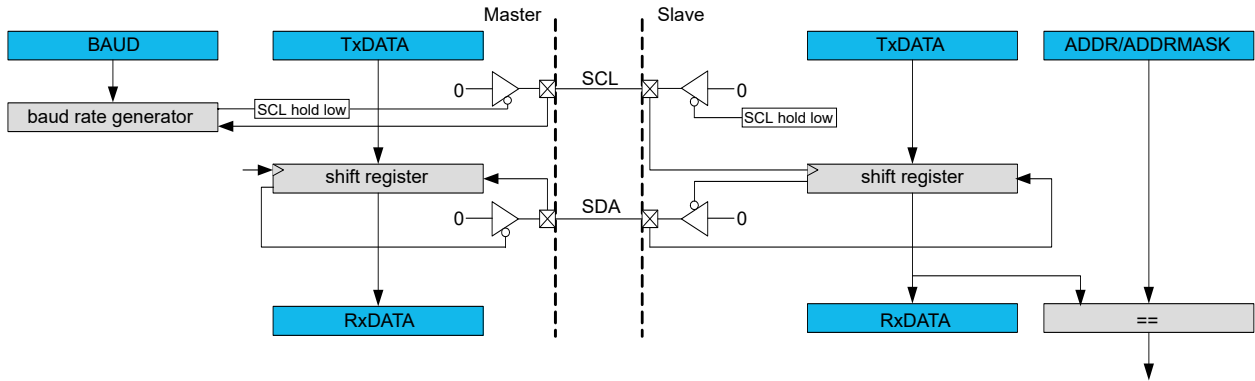 Master
Slave
BAUD
TxDATA
TxDATA
ADDR/ADDRMASK
SCL
0
0
SCL hold low
SCL hold low
baud rate generator
shift register
shift register
SDA
0
0
RxDATA
RxDATA
==